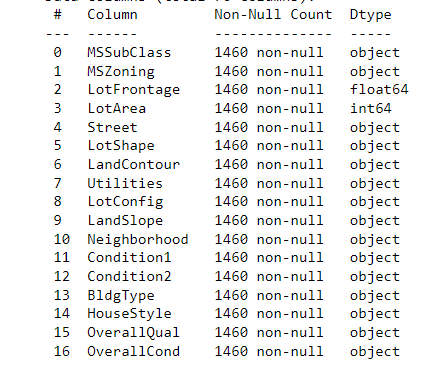 #   Column         Non-Null Count  Dtype
---  ------         --------------  -----
 0   MSSubClass     1460 non-null   object
 1   MSZoning       1460 non-null   object
 2   LotFrontage    1460 non-null   float64
 3   LotArea        1460 non-null   int64
 4   Street         1460 non-null   object
 5   LotShape       1460 non-null   object
 6   LandContour    1460 non-null   object
 7   Utilities      1460 non-null   object
 8   LotConfig      1460 non-null   object
 9   LandSlope      1460 non-null   object
 10  Neighborhood   1460 non-null   object
 11  Condition1     1460 non-null   object
 12  Condition2     1460 non-null   object
 13  BldgType       1460 non-null   object
 14  HouseStyle     1460 non-null   object
 15  OverallQual    1460 non-null   object
 16  OverallCond    1460 non-null   object